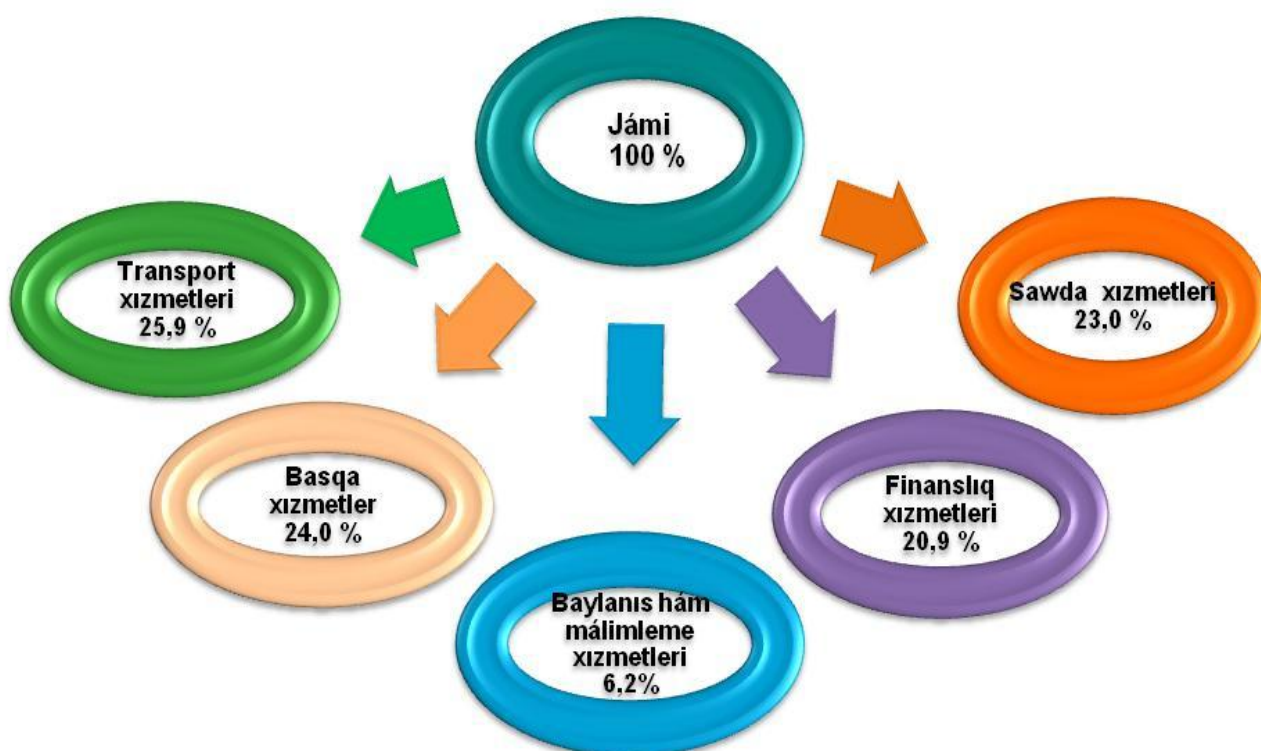 Jámi
100 %
Transport
xızmetleri
25,9 %
Sawda xızmetleri
23,0 %
Basqa
xızmetler
24,0 %
Finanslıq
xızmetleri
20,9 %
Baylanıs hám
málimleme
xızmetleri
6,2%